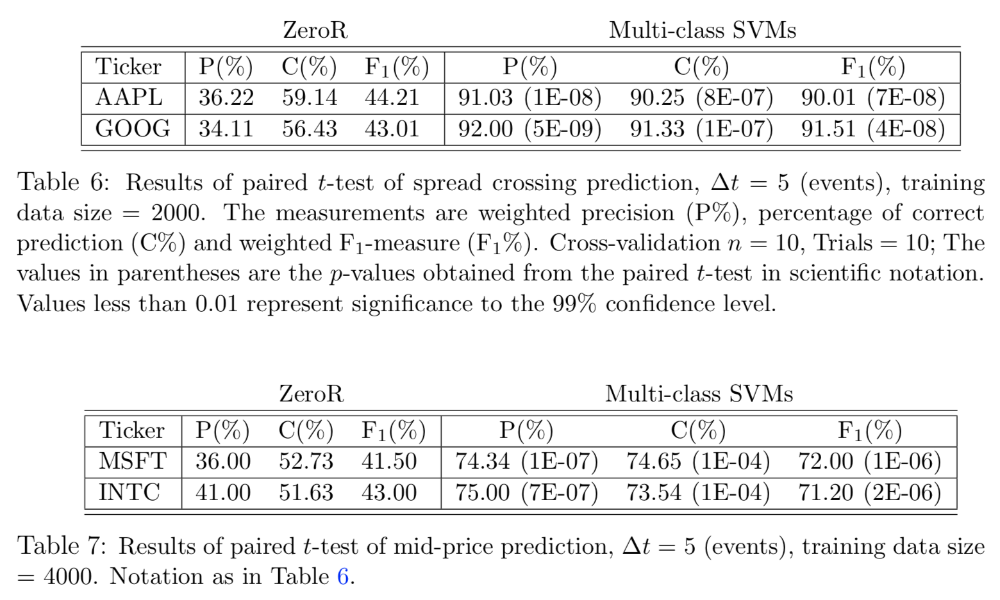 ZeroR Multi-class SVMs
Ticker P(%) C(%) F₁(%) P(%) C(%) F₁(%)
AAPL 36.22 59.14 44.21 91.03 (1E-08) 90.25 (8E-07) 90.01 (7E-08)
GOOG 34.11 56.43 43.01 92.00 (5E-09) 91.33 (1E-07) 91.51 (4E-08)
Table 6: Results of paired t-test of spread crossing prediction, Δt = 5 (events), training
data size = 2000. The measurements are weighted precision (P%), percentage of correct
prediction (C%) and weighted F₁-measure (F₁%). Cross-validation n = 10, Trials = 10; The
values in parentheses are the p-values obtained from the paired t-test in scientific notation.
Values less than 0.01 represent significance to the 99% confidence level.
ZeroR Multi-class SVMs
Ticker P(%) C(%) F₁(%) P(%) C(%) F₁(%)
MSFT 36.00 52.73 41.50 74.34 (1E-07) 74.65 (1E-04) 72.00 (1E-06)
INTC 41.00 51.63 43.00 75.00 (7E-07) 73.54 (1E-04) 71.20 (2E-06)
Table 7: Results of paired t-test of mid-price prediction, Δt = 5 (events), training data size
= 4000. Notation as in Table 6.